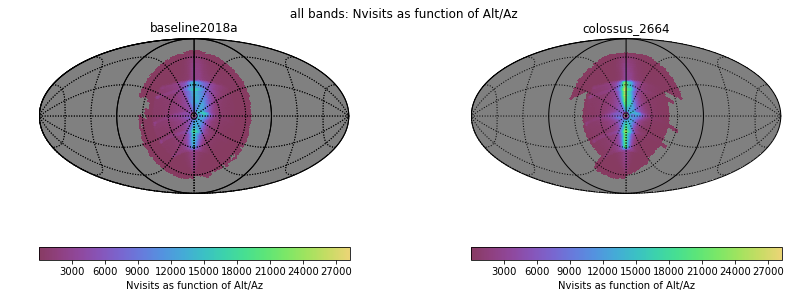 all bands: Nvisits as function of Alt/Az
baseline2018a
colossus_2664
3000 6000 9000 12000 15000 18000 21000 24000 27000
Nvisits as function of Alt/Az
3000 6000 9000 12000 15000 18000 21000 24000 27000
Nvisits as function of Alt/Az